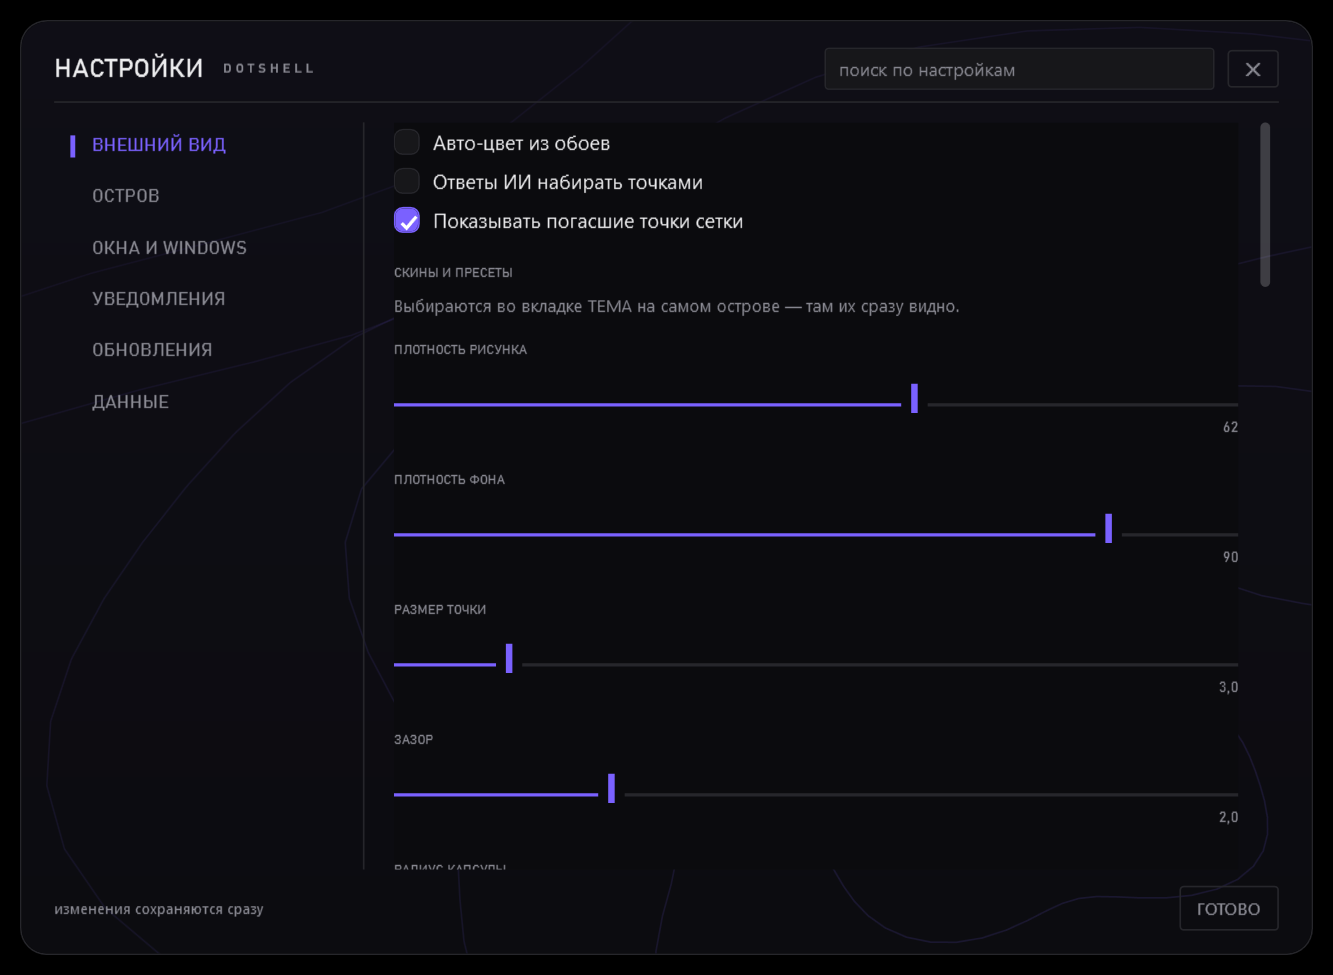 НАСТРОЙКИ DOTSHELL
поиск по настройкам
ВНЕШНИЙ ВИД
ОСТРОВ
ОКНА И WINDOWS
УВЕДОМЛЕНИЯ
ОБНОВЛЕНИЯ
ДАННЫЕ
Авто-цвет из обоев
Ответы ИИ набирать точками
Показывать погасшие точки сетки
СКИНЫ И ПРЕСЕТЫ
Выбираются во вкладке ТЕМА на самом острове — там их сразу видно.
ПЛОТНОСТЬ РИСУНКА
62
ПЛОТНОСТЬ ФОНА
90
РАЗМЕР ТОЧКИ
3,0
ЗАЗОР
2,0
РАДИУС КАПСУЛЫ
изменения сохраняются сразу
ГОТОВО